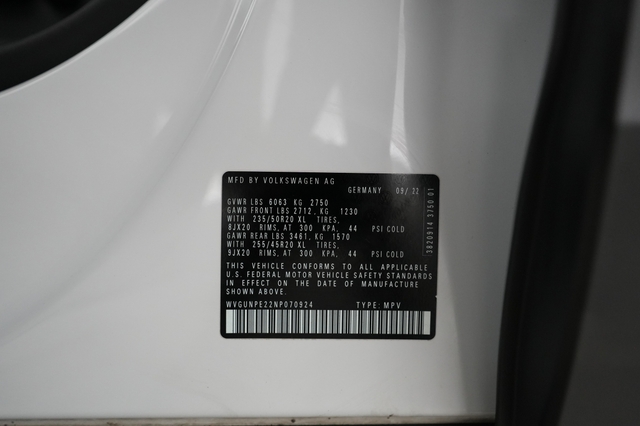 MFD BY VOLKSWAGEN AG
GERMANY 09/22
GVWR LBS 6063 KG 2750
GAWR FRONT LBS 2712, KG 1230
WITH 235/50R20 XL TIRES,
8JX20 RIMS, AT 300 KPA, 44 PSI COLD
GAWR REAR LBS 3461, KG 1570
WITH 255/45R20 XL TIRES,
9JX20 RIMS, AT 300 KPA, 44 PSI COLD
THIS VEHICLE CONFORMS TO ALL APPLICABLE
U.S. FEDERAL MOTOR VEHICLE SAFETY STANDARDS
IN EFFECT ON THE DATE OF MANUFACTURE
SHOWN ABOVE.
WVGUNPE22NP070924 TYPE: MPV
3820914 3750 01